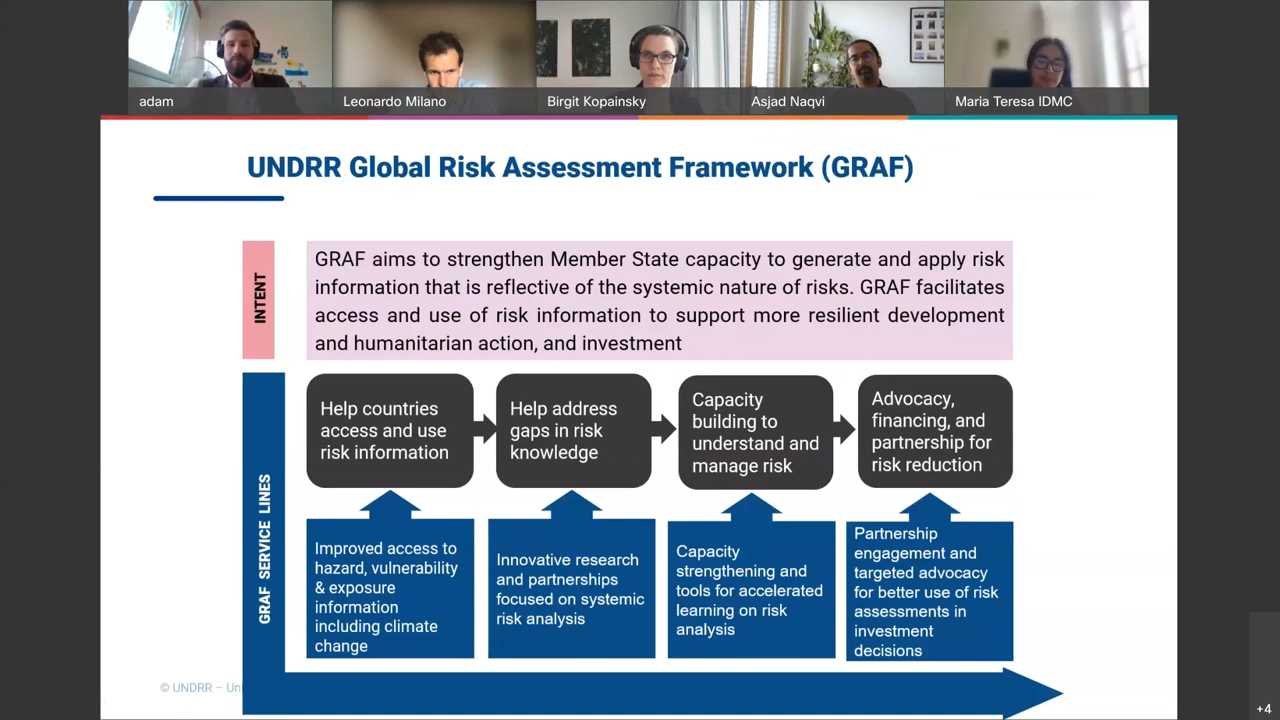 adam
Leonardo Milano
Birgit Kopainsky
Asjad Naqvi
Maria Teresa IDMC
UNDRR Global Risk Assessment Framework (GRAF)
INTENT
GRAF aims to strengthen Member State capacity to generate and apply risk
information that is reflective of the systemic nature of risks. GRAF facilitates
access and use of risk information to support more resilient development
and humanitarian action, and investment
GRAF SERVICE LINES
Help countries
access and use
risk information
Help address
gaps in risk
knowledge
Capacity
building to
understand and
manage risk
Advocacy,
financing, and
partnership for
risk reduction
Improved access to
hazard, vulnerability
& exposure
information
including climate
change
Innovative research
and partnerships
focused on systemic
risk analysis
Capacity
strengthening and
tools for accelerated
learning on risk
analysis
Partnership
engagement and
targeted advocacy
for better use of risk
assessments in
investment
decisions
© UNDRR – Uni
+4